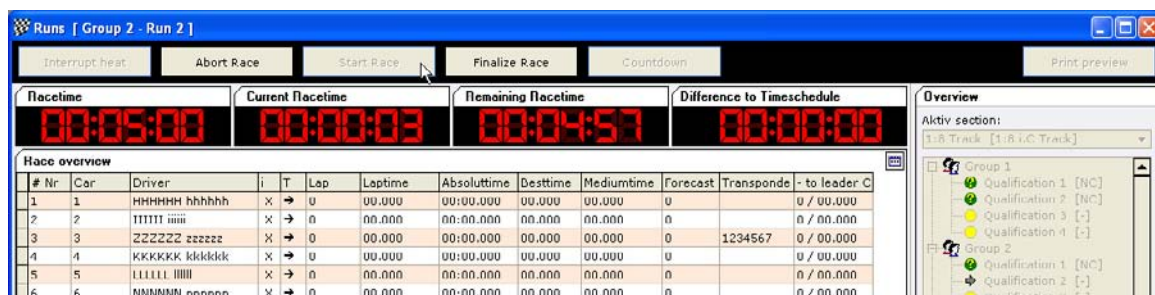 Runs [ Group 2 - Run 2 ]
Interrupt heat Abort Race Start Race Finalize Race Countdown Print preview
Racetime Current Racetime Remaining Racetime Difference to Timeschedule Overview
00:05:00 00:00:03 00:04:57 00:00:00
Aktiv section:
1:8 Track [1:8 I.C Track]
Race overview
# Nr Car Driver i T Lap Laptime Absoluttime Besttime Mediumtime Forecast Transponde - to leader C
1 1 HHHHHH hhhhhh X → 0 00.000 00:00.000 00.000 00.000 0 0 / 00.000
2 2 IIIIII iiiiii X → 0 00.000 00:00.000 00.000 00.000 0 0 / 00.000
3 3 ZZZZZZ zzzzzz X → 0 00.000 00:00.000 00.000 00.000 0 1234567 0 / 00.000
4 4 KKKKKK kkkkkk X → 0 00.000 00:00.000 00.000 00.000 0 0 / 00.000
5 5 LLLLLL llllll X → 0 00.000 00:00.000 00.000 00.000 0 0 / 00.000
6 6 NNNNNN nnnnnn X → 0 00.000 00:00.000 00.000 00.000 0 0 / 00.000
Group 1
Qualification 1 [NC]
Qualification 2 [NC]
Qualification 3 [-]
Qualification 4 [-]
Group 2
Qualification 1 [NC]
Qualification 2 [-]